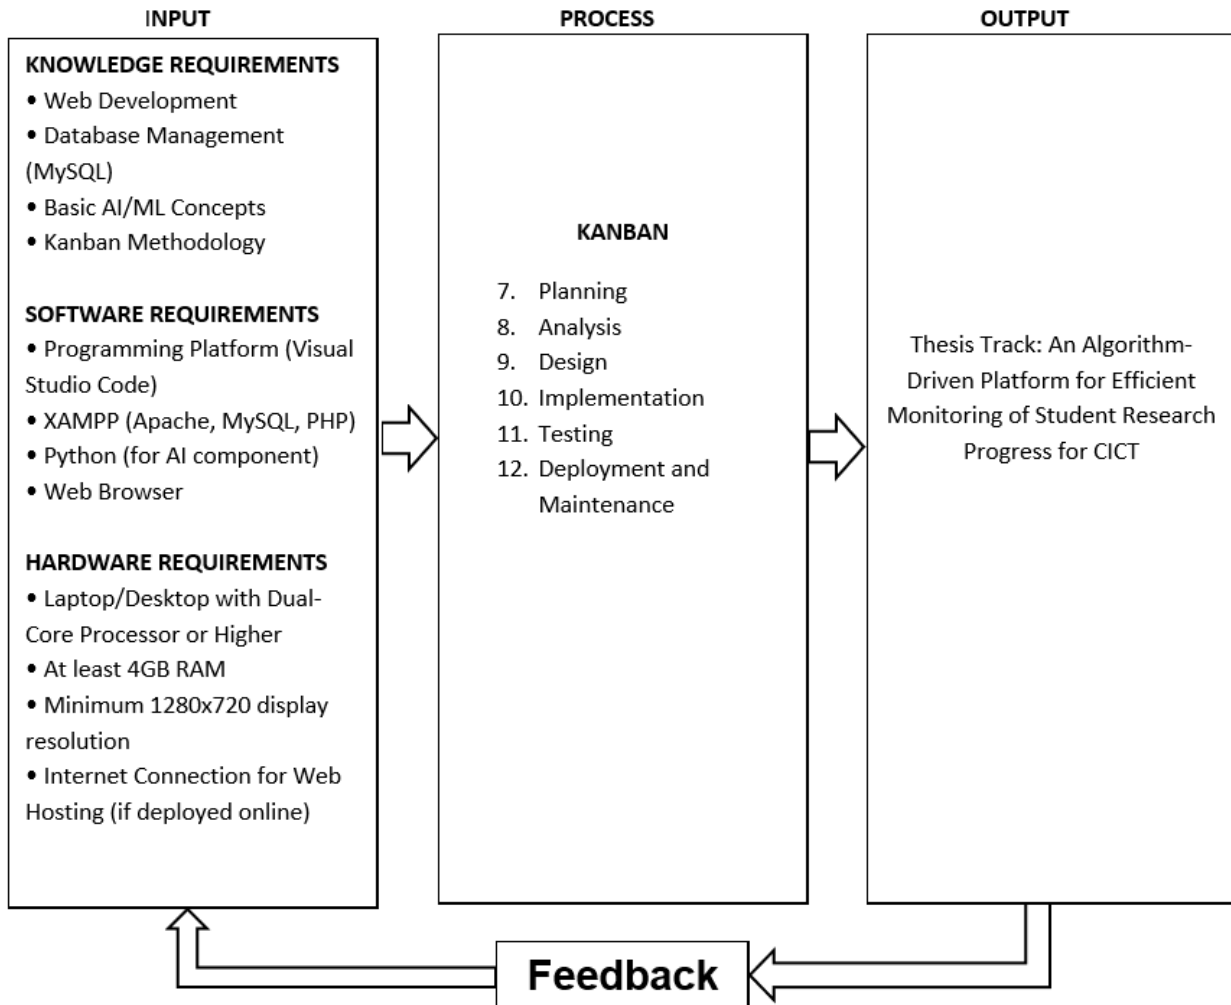 INPUT
KNOWLEDGE REQUIREMENTS
• Web Development
• Database Management
(MySQL)
• Basic AI/ML Concepts
• Kanban Methodology
SOFTWARE REQUIREMENTS
• Programming Platform (Visual
Studio Code)
• XAMPP (Apache, MySQL, PHP)
• Python (for AI component)
• Web Browser
HARDWARE REQUIREMENTS
• Laptop/Desktop with Dual-
Core Processor or Higher
• At least 4GB RAM
• Minimum 1280x720 display
resolution
• Internet Connection for Web
Hosting (if deployed online)
PROCESS
KANBAN
7. Planning
8. Analysis
9. Design
10. Implementation
11. Testing
12. Deployment and
Maintenance
OUTPUT
Thesis Track: An Algorithm-
Driven Platform for Efficient
Monitoring of Student Research
Progress for CICT
Feedback